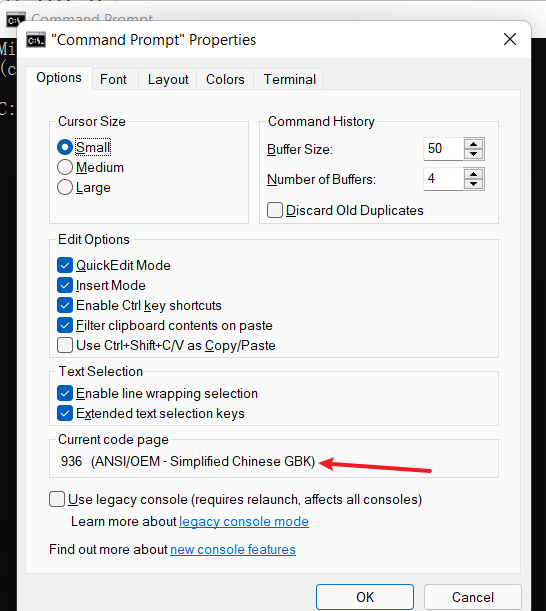 Command Prompt
"Command Prompt" Properties
Options Font Layout Colors Terminal
Cursor Size
Small
Medium
Large
Command History
Buffer Size: 50
Number of Buffers: 4
Discard Old Duplicates
Edit Options
QuickEdit Mode
Insert Mode
Enable Ctrl key shortcuts
Filter clipboard contents on paste
Use Ctrl+Shift+C/V as Copy/Paste
Text Selection
Enable line wrapping selection
Extended text selection keys
Current code page
936 (ANSI/OEM - Simplified Chinese GBK)
Use legacy console (requires relaunch, affects all consoles)
Learn more about legacy console mode
Find out more about new console features
OK Cancel